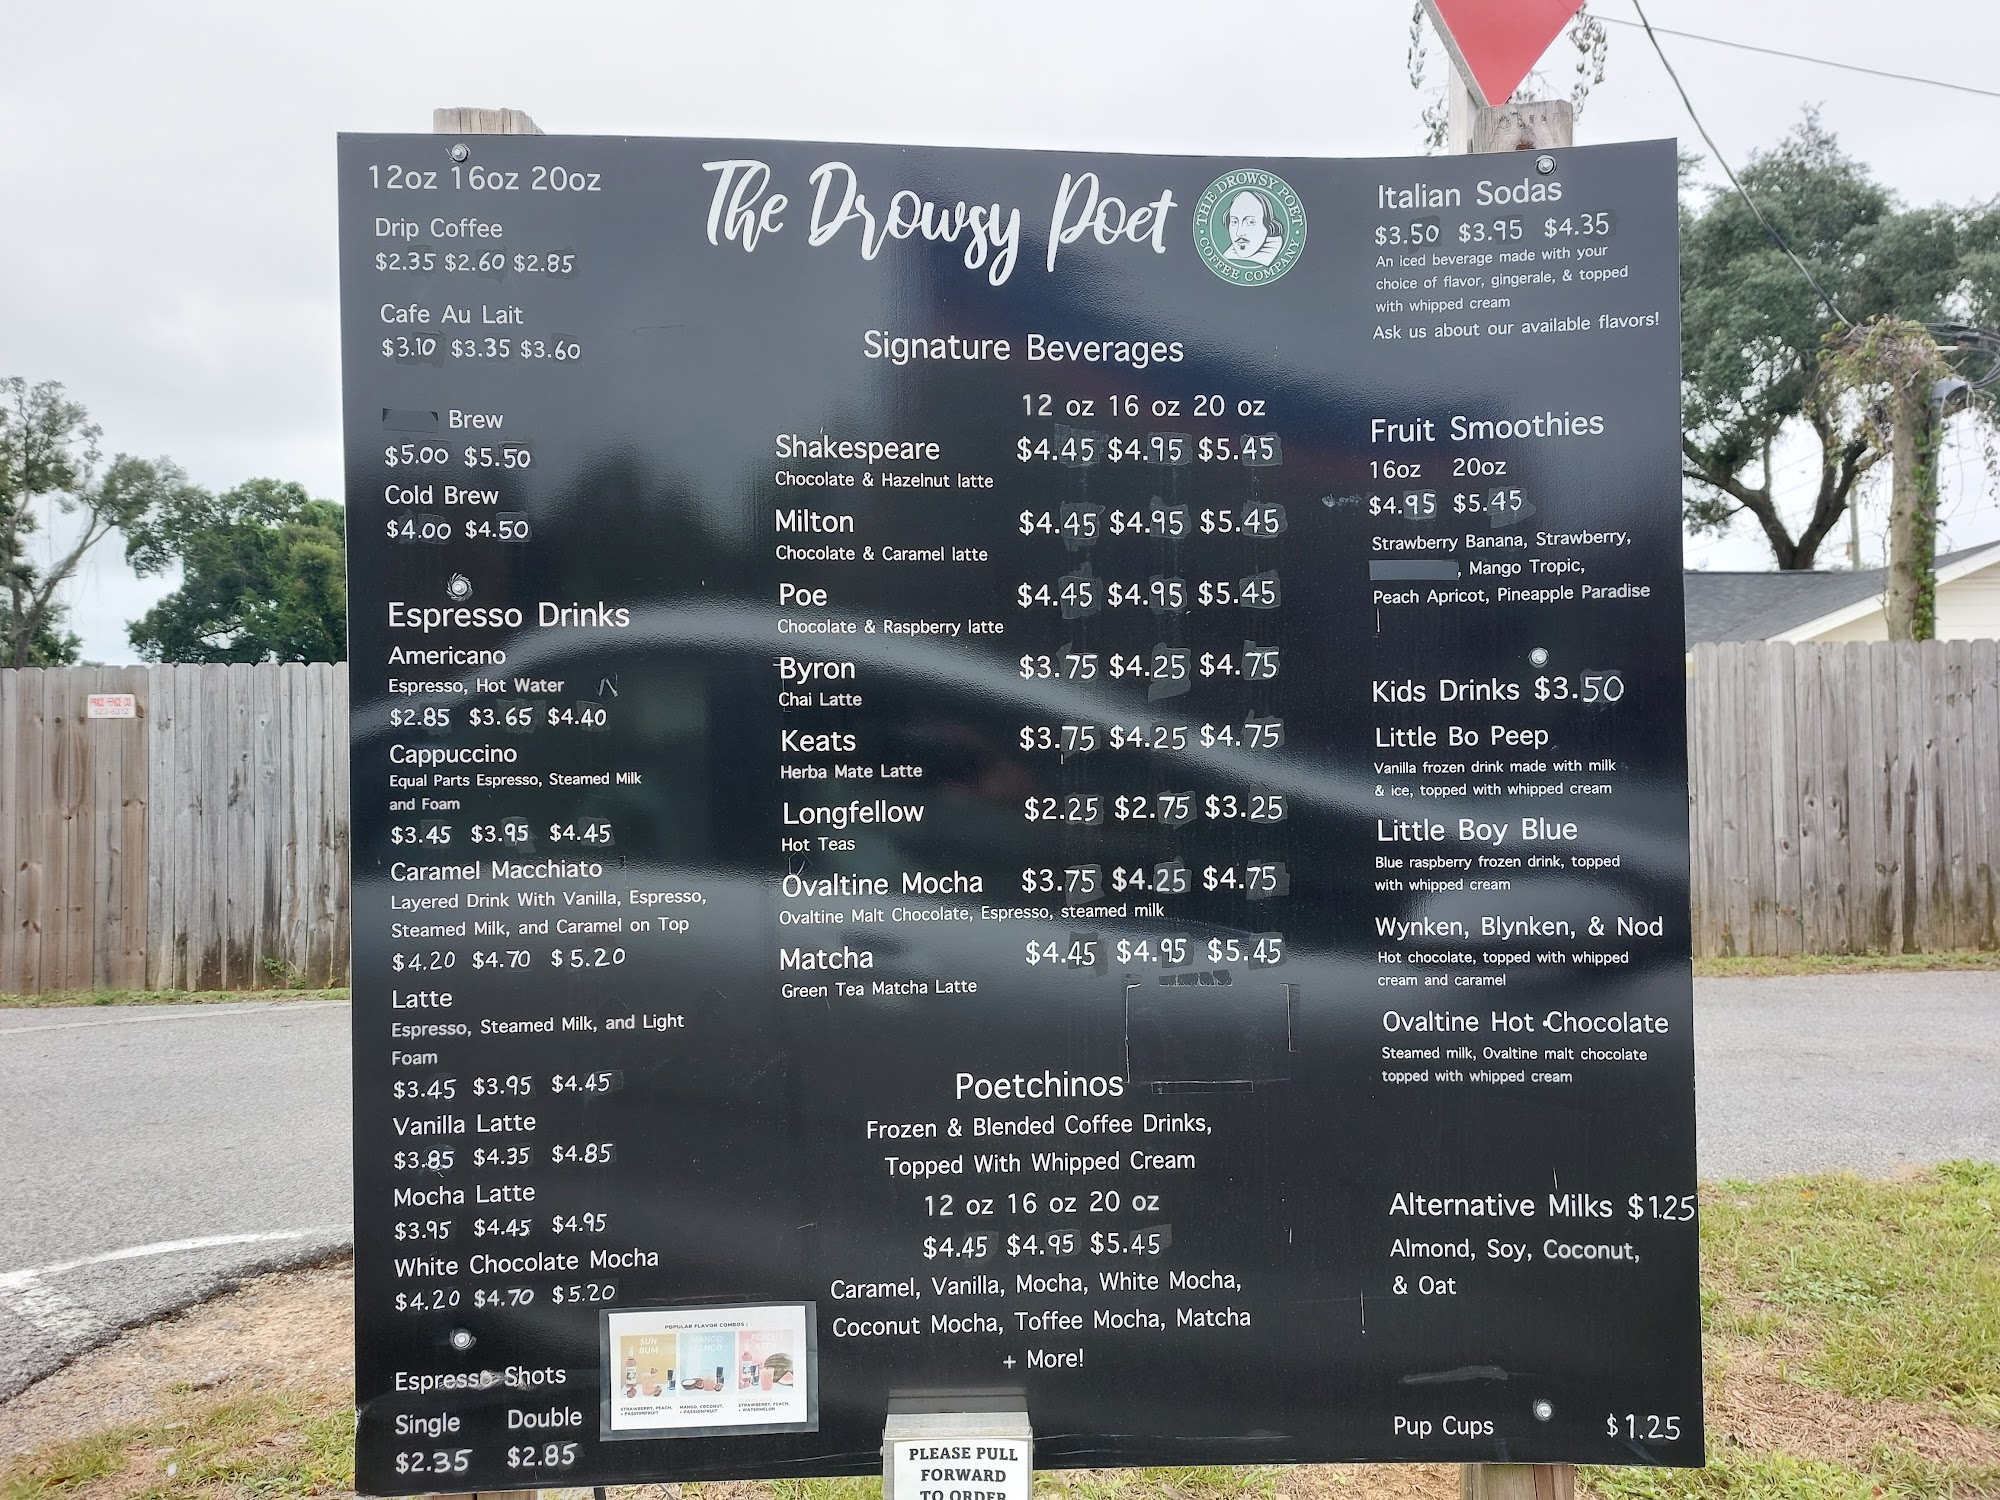 12oz 16oz 20oz
Drip Coffee
$2.35 $2.60 $2.85
Cafe Au Lait
$3.10 $3.35 $3.60
Brew
$5.00 $5.50
Cold Brew
$4.00 $4.50
Espresso Drinks
Americano
Espresso, Hot Water
$2.85 $3.65 $4.40
Cappuccino
Equal Parts Espresso, Steamed Milk
and Foam
$3.45 $3.95 $4.45
Caramel Macchiato
Layered Drink With Vanilla, Espresso,
Steamed Milk, and Caramel on Top
$4.20 $4.70 $5.20
Latte
Espresso, Steamed Milk, and Light
Foam
$3.45 $3.95 $4.45
Vanilla Latte
$3.85 $4.35 $4.85
Mocha Latte
$3.95 $4.45 $4.95
White Chocolate Mocha
$4.20 $4.70 $5.20
Espresso Shots
Single Double
$2.35 $2.85
POPULAR FLAVOR COMBOS:
SUN
BUM
MANGO
STRAWBERRY, PEACH,
+ PASSIONFRUIT
MANGO, COCONUT,
+ PASSIONFRUIT
STRAWBERRY, PEACH,
+ WATERMELON
The Drowsy Poet
THE DROWSY POET
COFFEE COMPANY
Signature Beverages
12 oz 16 oz 20 oz
Shakespeare $4.45 $4.95 $5.45
Chocolate & Hazelnut latte
Milton $4.45 $4.95 $5.45
Chocolate & Caramel latte
Poe $4.45 $4.95 $5.45
Chocolate & Raspberry latte
Byron $3.75 $4.25 $4.75
Chai Latte
Keats $3.75 $4.25 $4.75
Herba Mate Latte
Longfellow $2.25 $2.75 $3.25
Hot Teas
Ovaltine Mocha $3.75 $4.25 $4.75
Ovaltine Malt Chocolate, Espresso, steamed milk
Matcha $4.45 $4.95 $5.45
Green Tea Matcha Latte
Poetchinos
Frozen & Blended Coffee Drinks,
Topped With Whipped Cream
12 oz 16 oz 20 oz
$4.45 $4.95 $5.45
Caramel, Vanilla, Mocha, White Mocha,
Coconut Mocha, Toffee Mocha, Matcha
+ More!
PLEASE PULL
FORWARD
TO ORDER
Italian Sodas
$3.50 $3.95 $4.35
An iced beverage made with your
choice of flavor, gingerale, & topped
with whipped cream
Ask us about our available flavors!
Fruit Smoothies
16oz 20oz
$4.95 $5.45
Strawberry Banana, Strawberry,
, Mango Tropic,
Peach Apricot, Pineapple Paradise
Kids Drinks $3.50
Little Bo Peep
Vanilla frozen drink made with milk
& ice, topped with whipped cream
Little Boy Blue
Blue raspberry frozen drink, topped
with whipped cream
Wynken, Blynken, & Nod
Hot chocolate, topped with whipped
cream and caramel
Ovaltine Hot Chocolate
Steamed milk, Ovaltine malt chocolate
topped with whipped cream
Alternative Milks $1.25
Almond, Soy, Coconut,
& Oat
Pup Cups $1.25